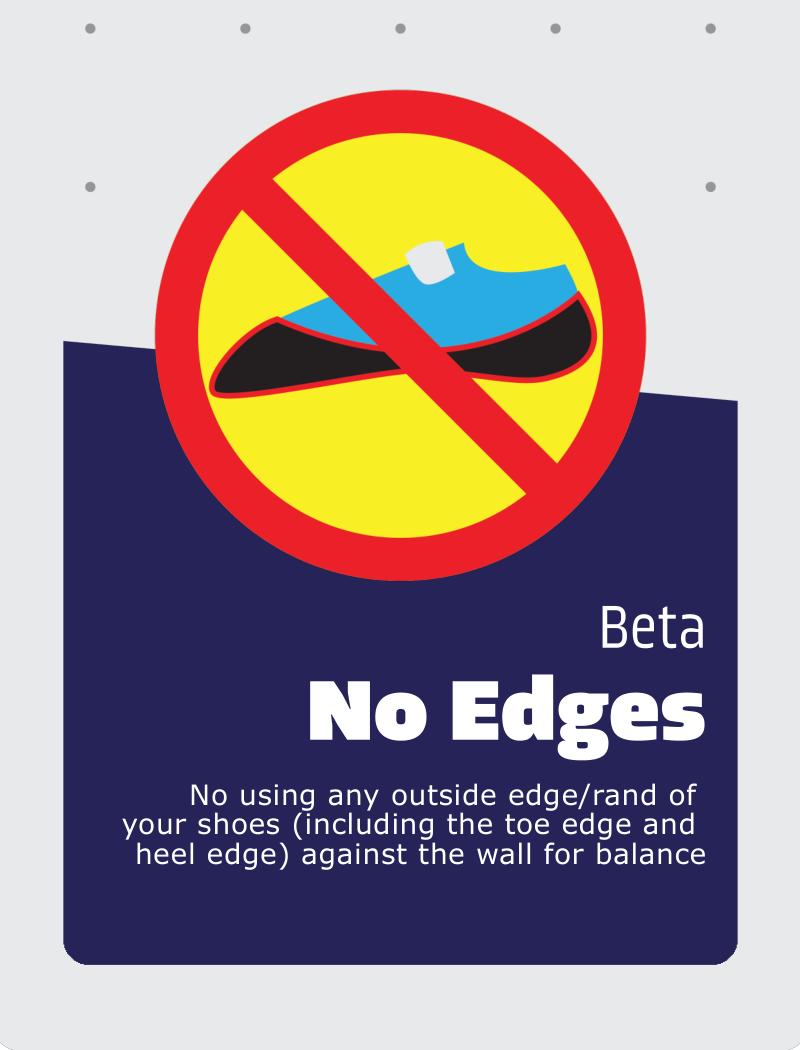 Beta
No Edges
No using any outside edge/rand of
your shoes (including the toe edge and
heel edge) against the wall for balance